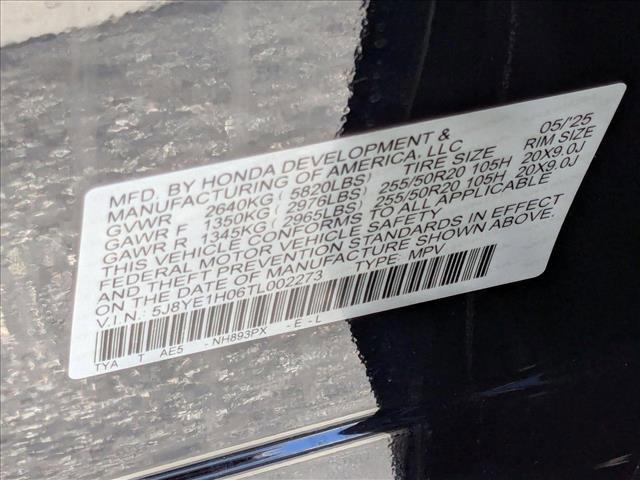 MFD. BY HONDA DEVELOPMENT & 05/'25
MANUFACTURING OF AMERICA, LLC
GVWR 2640KG (5820LBS) TIRE SIZE RIM SIZE
GAWR F 1350KG (2976LBS) 255/50R20 105H 20X9.0J
GAWR R 1345KG (2965LBS) 255/50R20 105H 20X9.0J
THIS VEHICLE CONFORMS TO ALL APPLICABLE
FEDERAL MOTOR VEHICLE SAFETY
AND THEFT PREVENTION STANDARDS IN EFFECT
ON THE DATE OF MANUFACTURE SHOWN ABOVE.
V.I.N: 5J8YE1H06TL002273 TYPE: MPV
TYA T AE5 -NH893PX -E-L